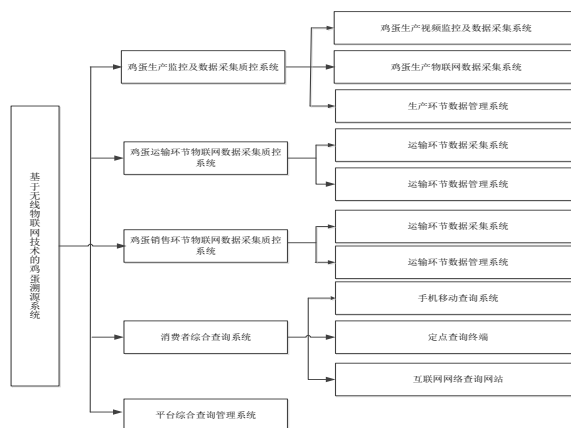 基于无线物联网技术的鸡蛋溯源系统
鸡蛋生产监控及数据采集质控系统
鸡蛋生产视频监控及数据采集系统
鸡蛋生产物联网数据采集系统
生产环节数据管理系统
鸡蛋运输环节物联网数据采集质控
系统
运输环节数据采集系统
运输环节数据管理系统
鸡蛋销售环节物联网数据采集质控
系统
运输环节数据采集系统
运输环节数据管理系统
消费者综合查询系统
手机移动查询系统
定点查询终端
互联网网络查询网站
平台综合查询管理系统